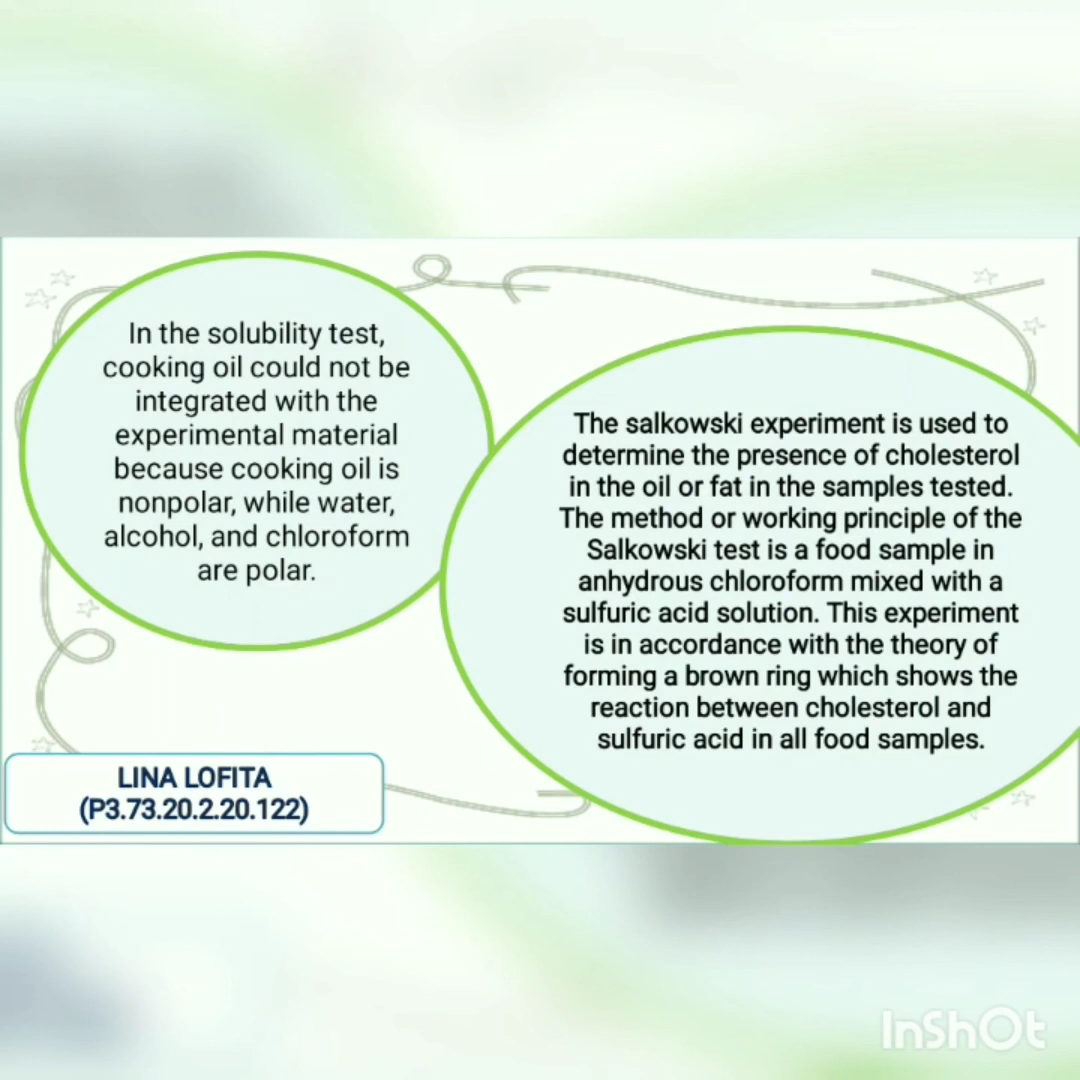 In the solubility test,
cooking oil could not be
integrated with the
experimental material
because cooking oil is
nonpolar, while water,
alcohol, and chloroform
are polar.
The salkowski experiment is used to
determine the presence of cholesterol
in the oil or fat in the samples tested.
The method or working principle of the
Salkowski test is a food sample in
anhydrous chloroform mixed with a
sulfuric acid solution. This experiment
is in accordance with the theory of
forming a brown ring which shows the
reaction between cholesterol and
sulfuric acid in all food samples.
LINA LOFITA
(P3.73.20.2.20.122)
InShOt